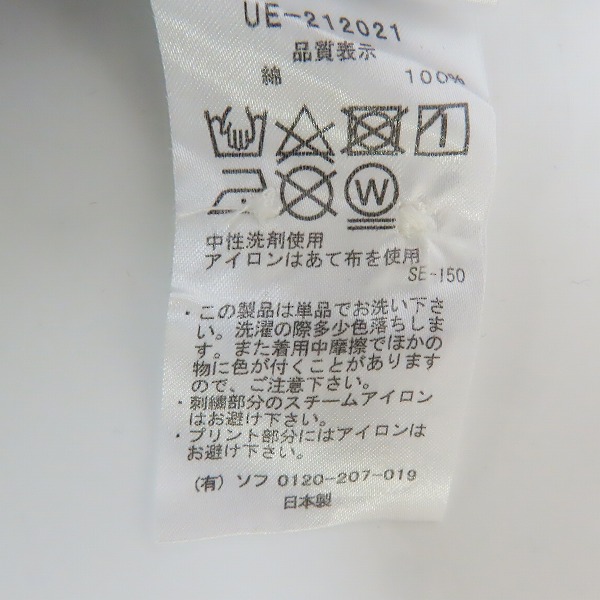 UE-212021
品質表示
綿 100%
W
中性洗剤使用
アイロンはあて布を使用
SE-150
・この製品は単品でお洗い下さ
い。洗濯の際多少色落ちしま
す。また着用中摩擦でほかの
物に色が付くことがあります
ので、ご注意下さい。
・刺繍部分のスチームアイロン
はお避け下さい。
・プリント部分にはアイロンは
お避け下さい。
(有) ソフ 0120-207-019
日本製